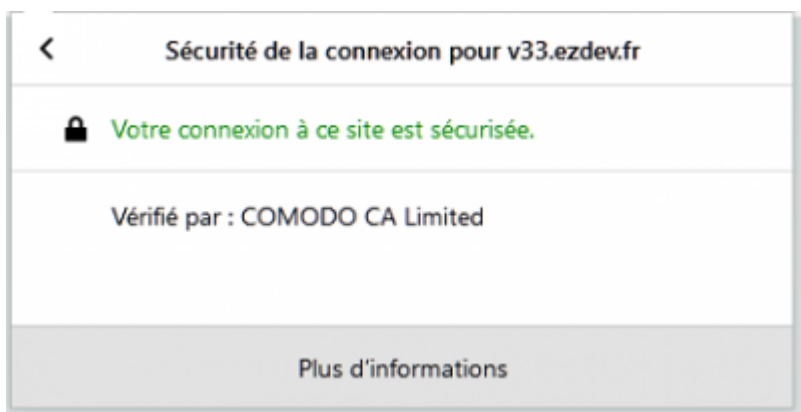 Sécurité de la connexion pour v33.ezdev.fr
Votre connexion à ce site est sécurisée.
Vérifié par : COMODO CA Limited
Plus d'informations